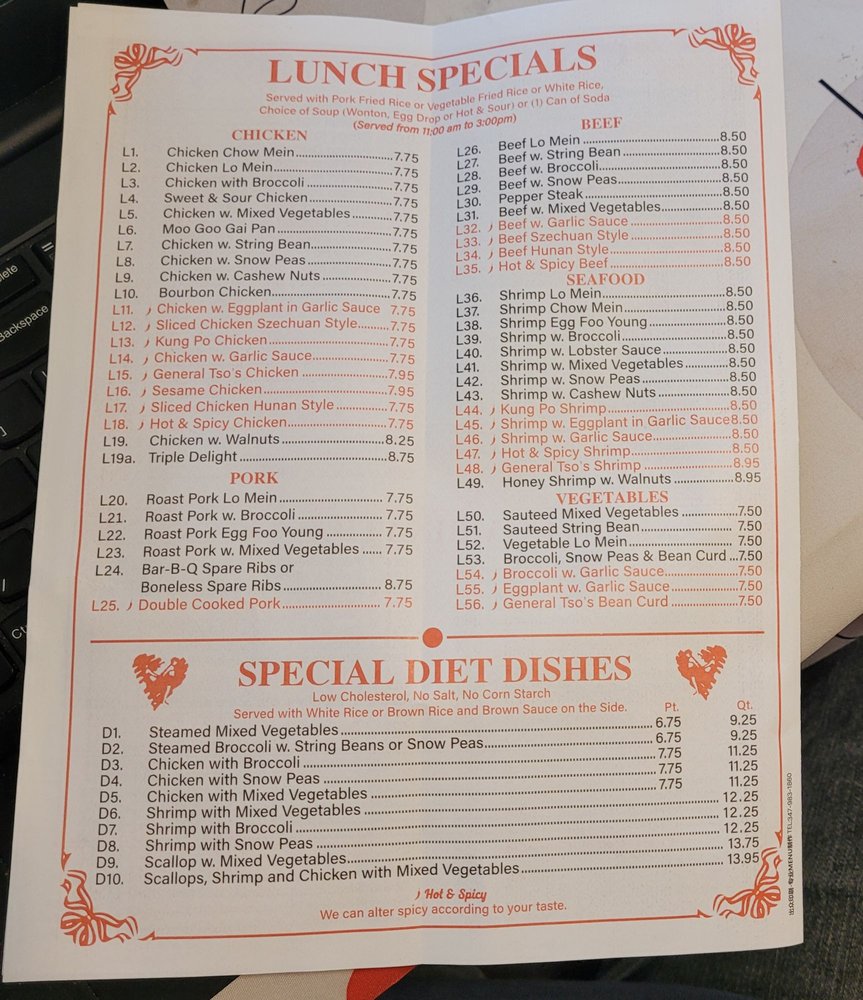 LUNCH SPECIALS
Served with Pork Fried Rice or Vegetable Fried Rice or White Rice,
Choice of Soup (Wonton, Egg Drop or Hot & Sour) or (1) Can of Soda
(Served from 11:00 am to 3:00pm)
CHICKEN
L1. Chicken Chow Mein 7.75
L2. Chicken Lo Mein 7.75
L3. Chicken with Broccoli 7.75
L4. Sweet & Sour Chicken 7.75
L5. Chicken w. Mixed Vegetables 7.75
L6. Moo Goo Gai Pan 7.75
L7. Chicken w. String Bean 7.75
L8. Chicken w. Snow Peas 7.75
L9. Chicken w. Cashew Nuts 7.75
L10. Bourbon Chicken 7.75
L11. Chicken w. Eggplant in Garlic Sauce 7.75
L12. Sliced Chicken Szechuan Style 7.75
L13. Kung Po Chicken 7.75
L14. Chicken w. Garlic Sauce 7.75
L15. General Tso's Chicken 7.95
L16. Sesame Chicken 7.95
L17. Sliced Chicken Hunan Style 7.75
L18. Hot & Spicy Chicken 7.75
L19. Chicken w. Walnuts 8.25
L19a. Triple Delight 8.75
PORK
L20. Roast Pork Lo Mein 7.75
L21. Roast Pork w. Broccoli 7.75
L22. Roast Pork Egg Foo Young 7.75
L23. Roast Pork w. Mixed Vegetables 7.75
L24. Bar-B-Q Spare Ribs or
Boneless Spare Ribs 8.75
L25. Double Cooked Pork 7.75
BEEF
L26. Beef Lo Mein 8.50
L27. Beef w. String Bean 8.50
L28. Beef w. Broccoli 8.50
L29. Beef w. Snow Peas 8.50
L30. Pepper Steak 8.50
L31. Beef w. Mixed Vegetables 8.50
L32. Beef w. Garlic Sauce 8.50
L33. Beef Szechuan Style 8.50
L34. Beef Hunan Style 8.50
L35. Hot & Spicy Beef 8.50
SEAFOOD
L36. Shrimp Lo Mein 8.50
L37. Shrimp Chow Mein 8.50
L38. Shrimp Egg Foo Young 8.50
L39. Shrimp w. Broccoli 8.50
L40. Shrimp w. Lobster Sauce 8.50
L41. Shrimp w. Mixed Vegetables 8.50
L42. Shrimp w. Snow Peas 8.50
L43. Shrimp w. Cashew Nuts 8.50
L44. Kung Po Shrimp 8.50
L45. Shrimp w. Eggplant in Garlic Sauce 8.50
L46. Shrimp w. Garlic Sauce 8.50
L47. Hot & Spicy Shrimp 8.50
L48. General Tso's Shrimp 8.95
L49. Honey Shrimp w. Walnuts 8.95
VEGETABLES
L50. Sauteed Mixed Vegetables 7.50
L51. Sauteed String Bean 7.50
L52. Vegetable Lo Mein 7.50
L53. Broccoli, Snow Peas & Bean Curd 7.50
L54. Broccoli w. Garlic Sauce 7.50
L55. Eggplant w. Garlic Sauce 7.50
L56. General Tso's Bean Curd 7.50
SPECIAL DIET DISHES
Low Cholesterol, No Salt, No Corn Starch
Served with White Rice or Brown Rice and Brown Sauce on the Side.
Pt. Qt.
D1. Steamed Mixed Vegetables 6.75 9.25
D2. Steamed Broccoli w. String Beans or Snow Peas 6.75 9.25
D3. Chicken with Broccoli 7.75 11.25
D4. Chicken with Snow Peas 7.75 11.25
D5. Chicken with Mixed Vegetables 7.75 11.25
D6. Shrimp with Mixed Vegetables 12.25
D7. Shrimp with Broccoli 12.25
D8. Shrimp with Snow Peas 12.25
D9. Scallop w. Mixed Vegetables 13.75
D10. Scallops, Shrimp and Chicken with Mixed Vegetables 13.95
Hot & Spicy
We can alter spicy according to your taste.
MENU制作 TEL:347-983-1860
Backspace